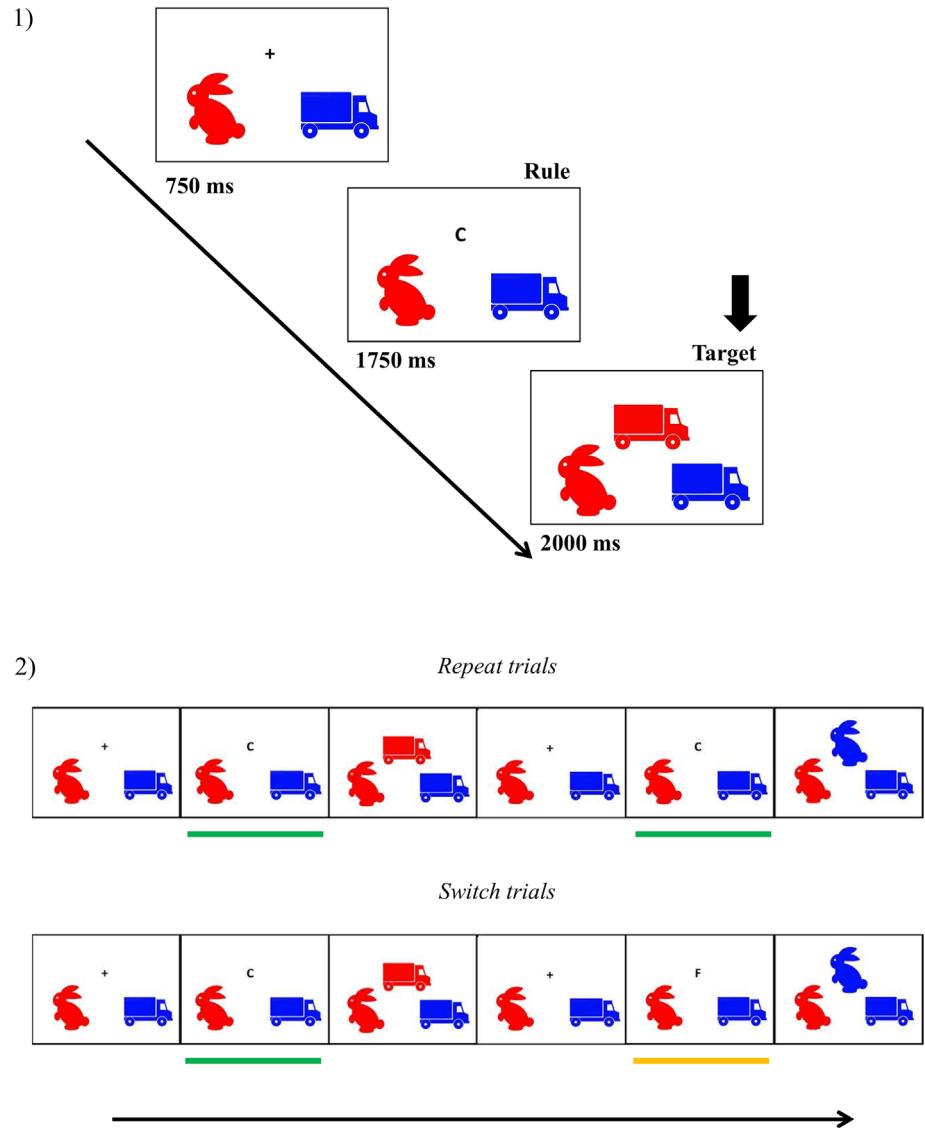 1)
+
750 ms
Rule
C
1750 ms
Target
2000 ms
2)
Repeat trials
+ C + C
Switch trials
+ C + F